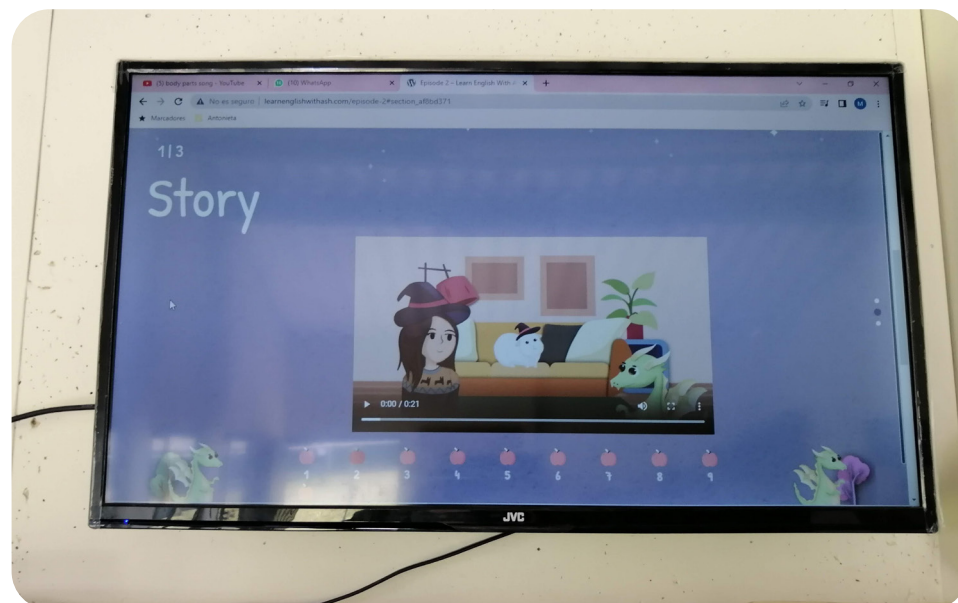 (5) body parts song - YouTube
(10) WhatsApp
Episode 2 – Learn English With
No es seguro
learnenglishwithash.com/episode-2#section_af8bd371
M
Marcadores
Antonieta
1|3
Story
0:00 / 0:21
1 2 3 4 5 6 7 8 9
JVC